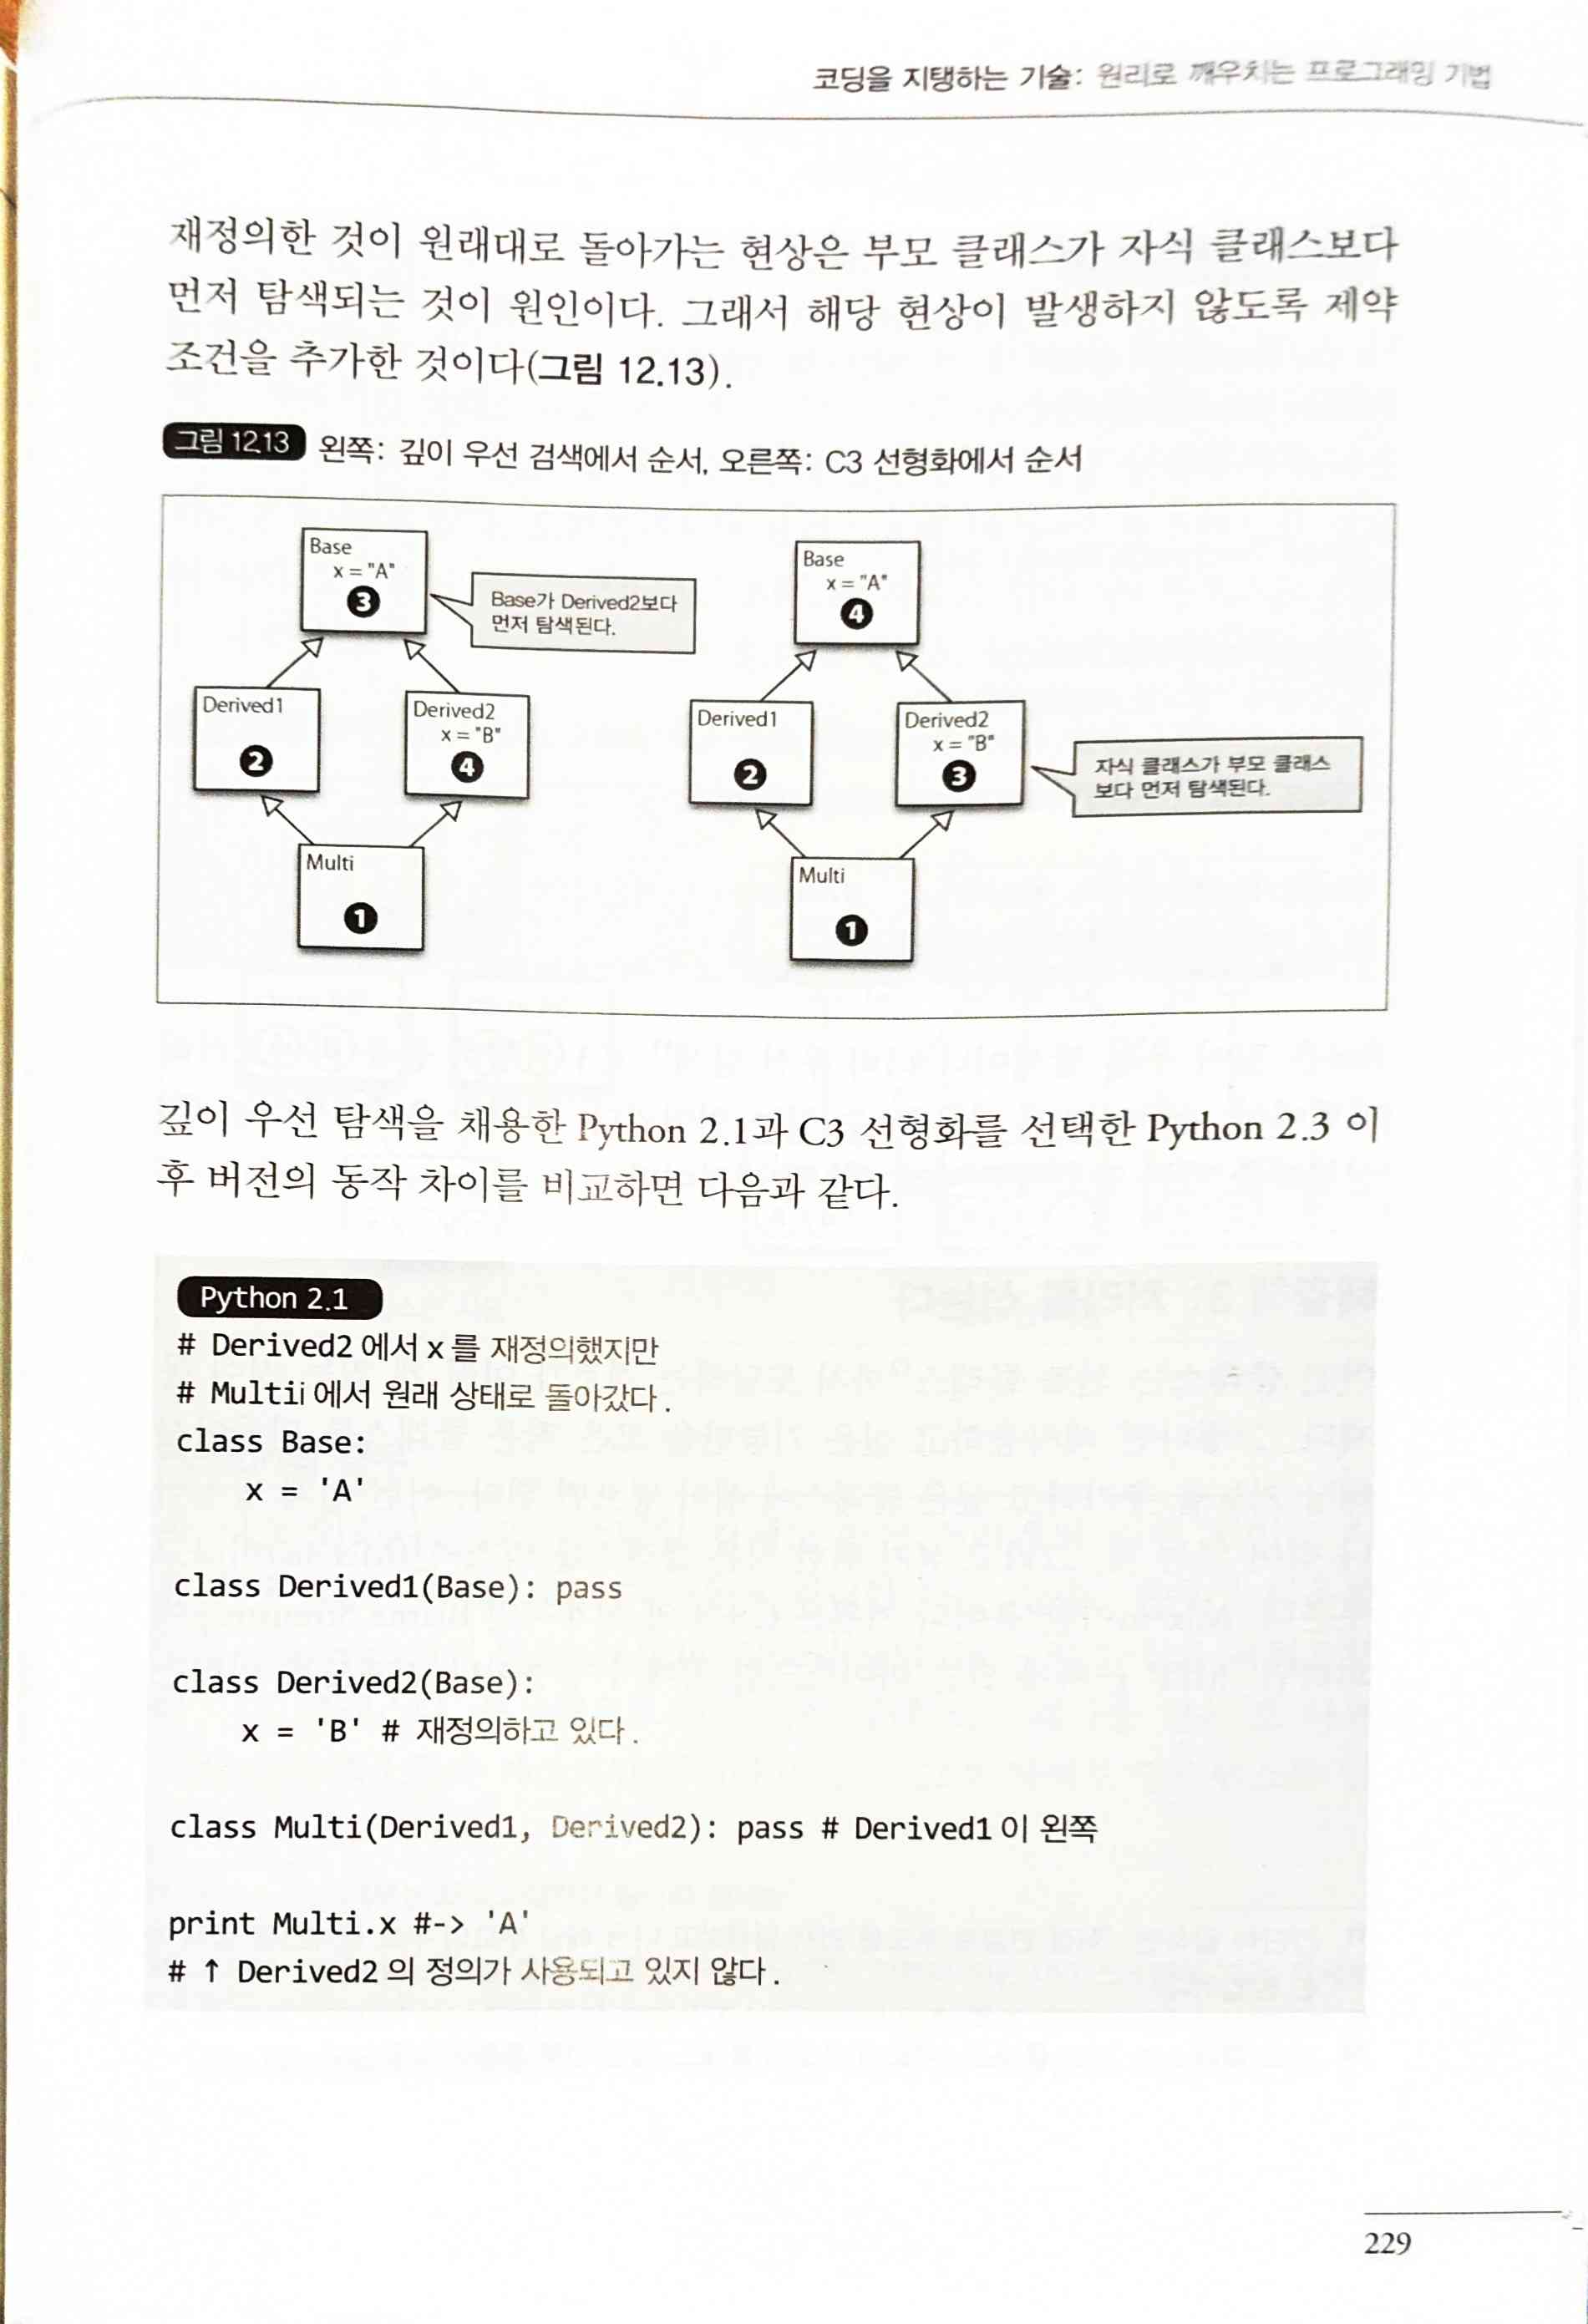 코딩을 지탱하는 기술: 원리로 깨우치는 프로그래밍 기법
재정의한 것이 원래대로 돌아가는 현상은 부모 클래스가 자식 클래스보다
먼저 탐색되는 것이 원인이다. 그래서 해당 현상이 발생하지 않도록 제약
조건을 추가한 것이다(그림 12.13).
그림 12.13 왼쪽: 깊이 우선 검색에서 순서, 오른쪽: C3 선형화에서 순서
Base
x = "A"
❸
Base가 Derived2보다
먼저 탐색된다.
Derived1
❷
Derived2
x = "B"
❹
Multi
❶
Base
x = "A"
❹
Derived1
❷
Derived2
x = "B"
❸
자식 클래스가 부모 클래스
보다 먼저 탐색된다.
Multi
❶
깊이 우선 탐색을 채용한 Python 2.1과 C3 선형화를 선택한 Python 2.3 이
후 버전의 동작 차이를 비교하면 다음과 같다.
Python 2.1
# Derived2 에서 x 를 재정의했지만
# Multii 에서 원래 상태로 돌아갔다.
class Base:
    x = 'A'
class Derived1(Base): pass
class Derived2(Base):
    x = 'B' # 재정의하고 있다.
class Multi(Derived1, Derived2): pass # Derived1 이 왼쪽
print Multi.x #-> 'A'
# ↑ Derived2 의 정의가 사용되고 있지 않다.
229